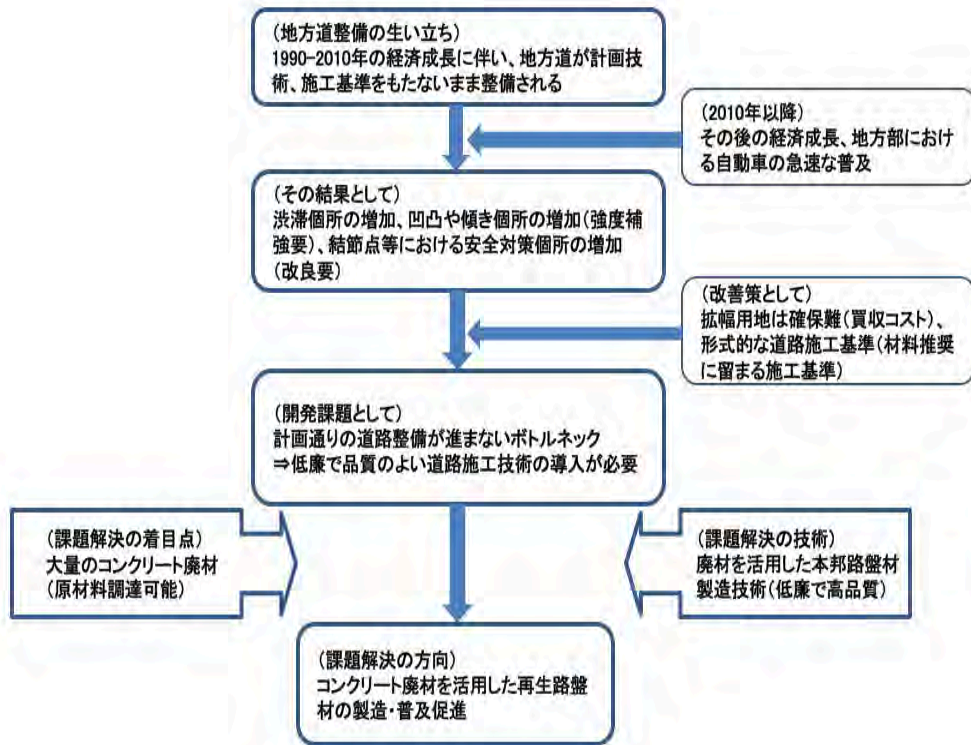 (地方道整備の生い立ち)
1990-2010年の経済成長に伴い、地方道が計画技
術、施工基準をもたないまま整備される
(2010年以降)
その後の経済成長、地方部におけ
る自動車の急速な普及
(その結果として)
渋滞個所の増加、凹凸や傾き個所の増加(強度補
強要)、結節点等における安全対策個所の増加
(改良要)
(改善策として)
拡幅用地は確保難(買収コスト)、
形式的な道路施工基準(材料推奨
に留まる施工基準)
(開発課題として)
計画通りの道路整備が進まないボトルネック
⇒低廉で品質のよい道路施工技術の導入が必要
(課題解決の着目点)
大量のコンクリート廃材
(原材料調達可能)
(課題解決の技術)
廃材を活用した本邦路盤材
製造技術(低廉で高品質)
(課題解決の方向)
コンクリート廃材を活用した再生路盤
材の製造・普及促進